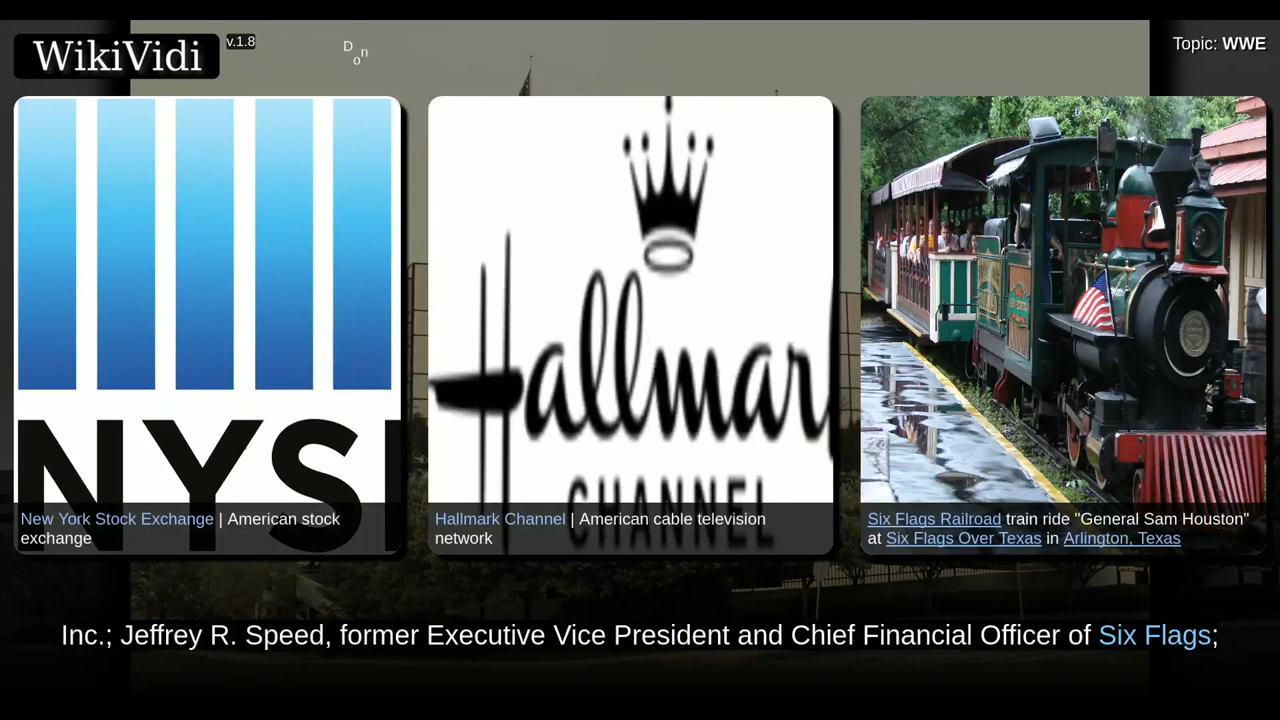 WikiVidi
v.1.8
Don
Topic: WWE
NYS
Hallmark
CHANNEL
New York Stock Exchange | American stock
exchange
Hallmark Channel | American cable television
network
Six Flags Railroad train ride "General Sam Houston"
at Six Flags Over Texas in Arlington, Texas
Inc.; Jeffrey R. Speed, former Executive Vice President and Chief Financial Officer of Six Flags;